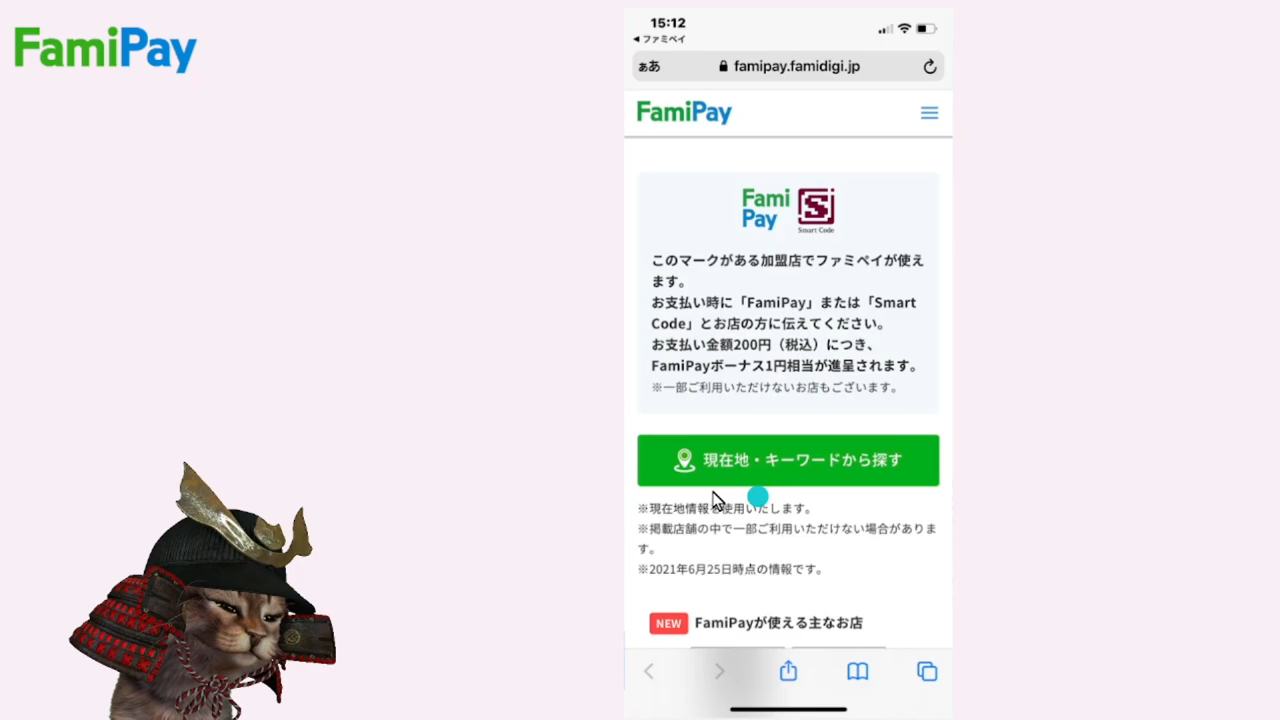 FamiPay
15:12
ファミペイ
ぁあ famipay.famidigi.jp
FamiPay
Fami
Pay
Smart Code
このマークがある加盟店でファミペイが使え
ます。
お支払い時に「FamiPay」または「Smart
Code」とお店の方に伝えてください。
お支払い金額200円（税込）につき、
FamiPayボーナス1円相当が進呈されます。
※一部ご利用いただけないお店もございます。
現在地・キーワードから探す
※現在地情報を使用いたします。
※掲載店舗の中で一部ご利用いただけない場合がありま
す。
※2021年6月25日時点の情報です。
NEW FamiPayが使える主なお店